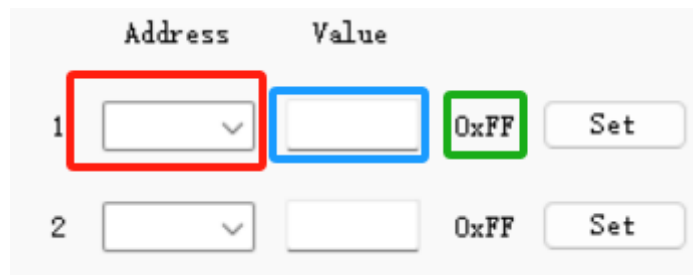 Address Value
1 0xFF Set
2 0xFF Set